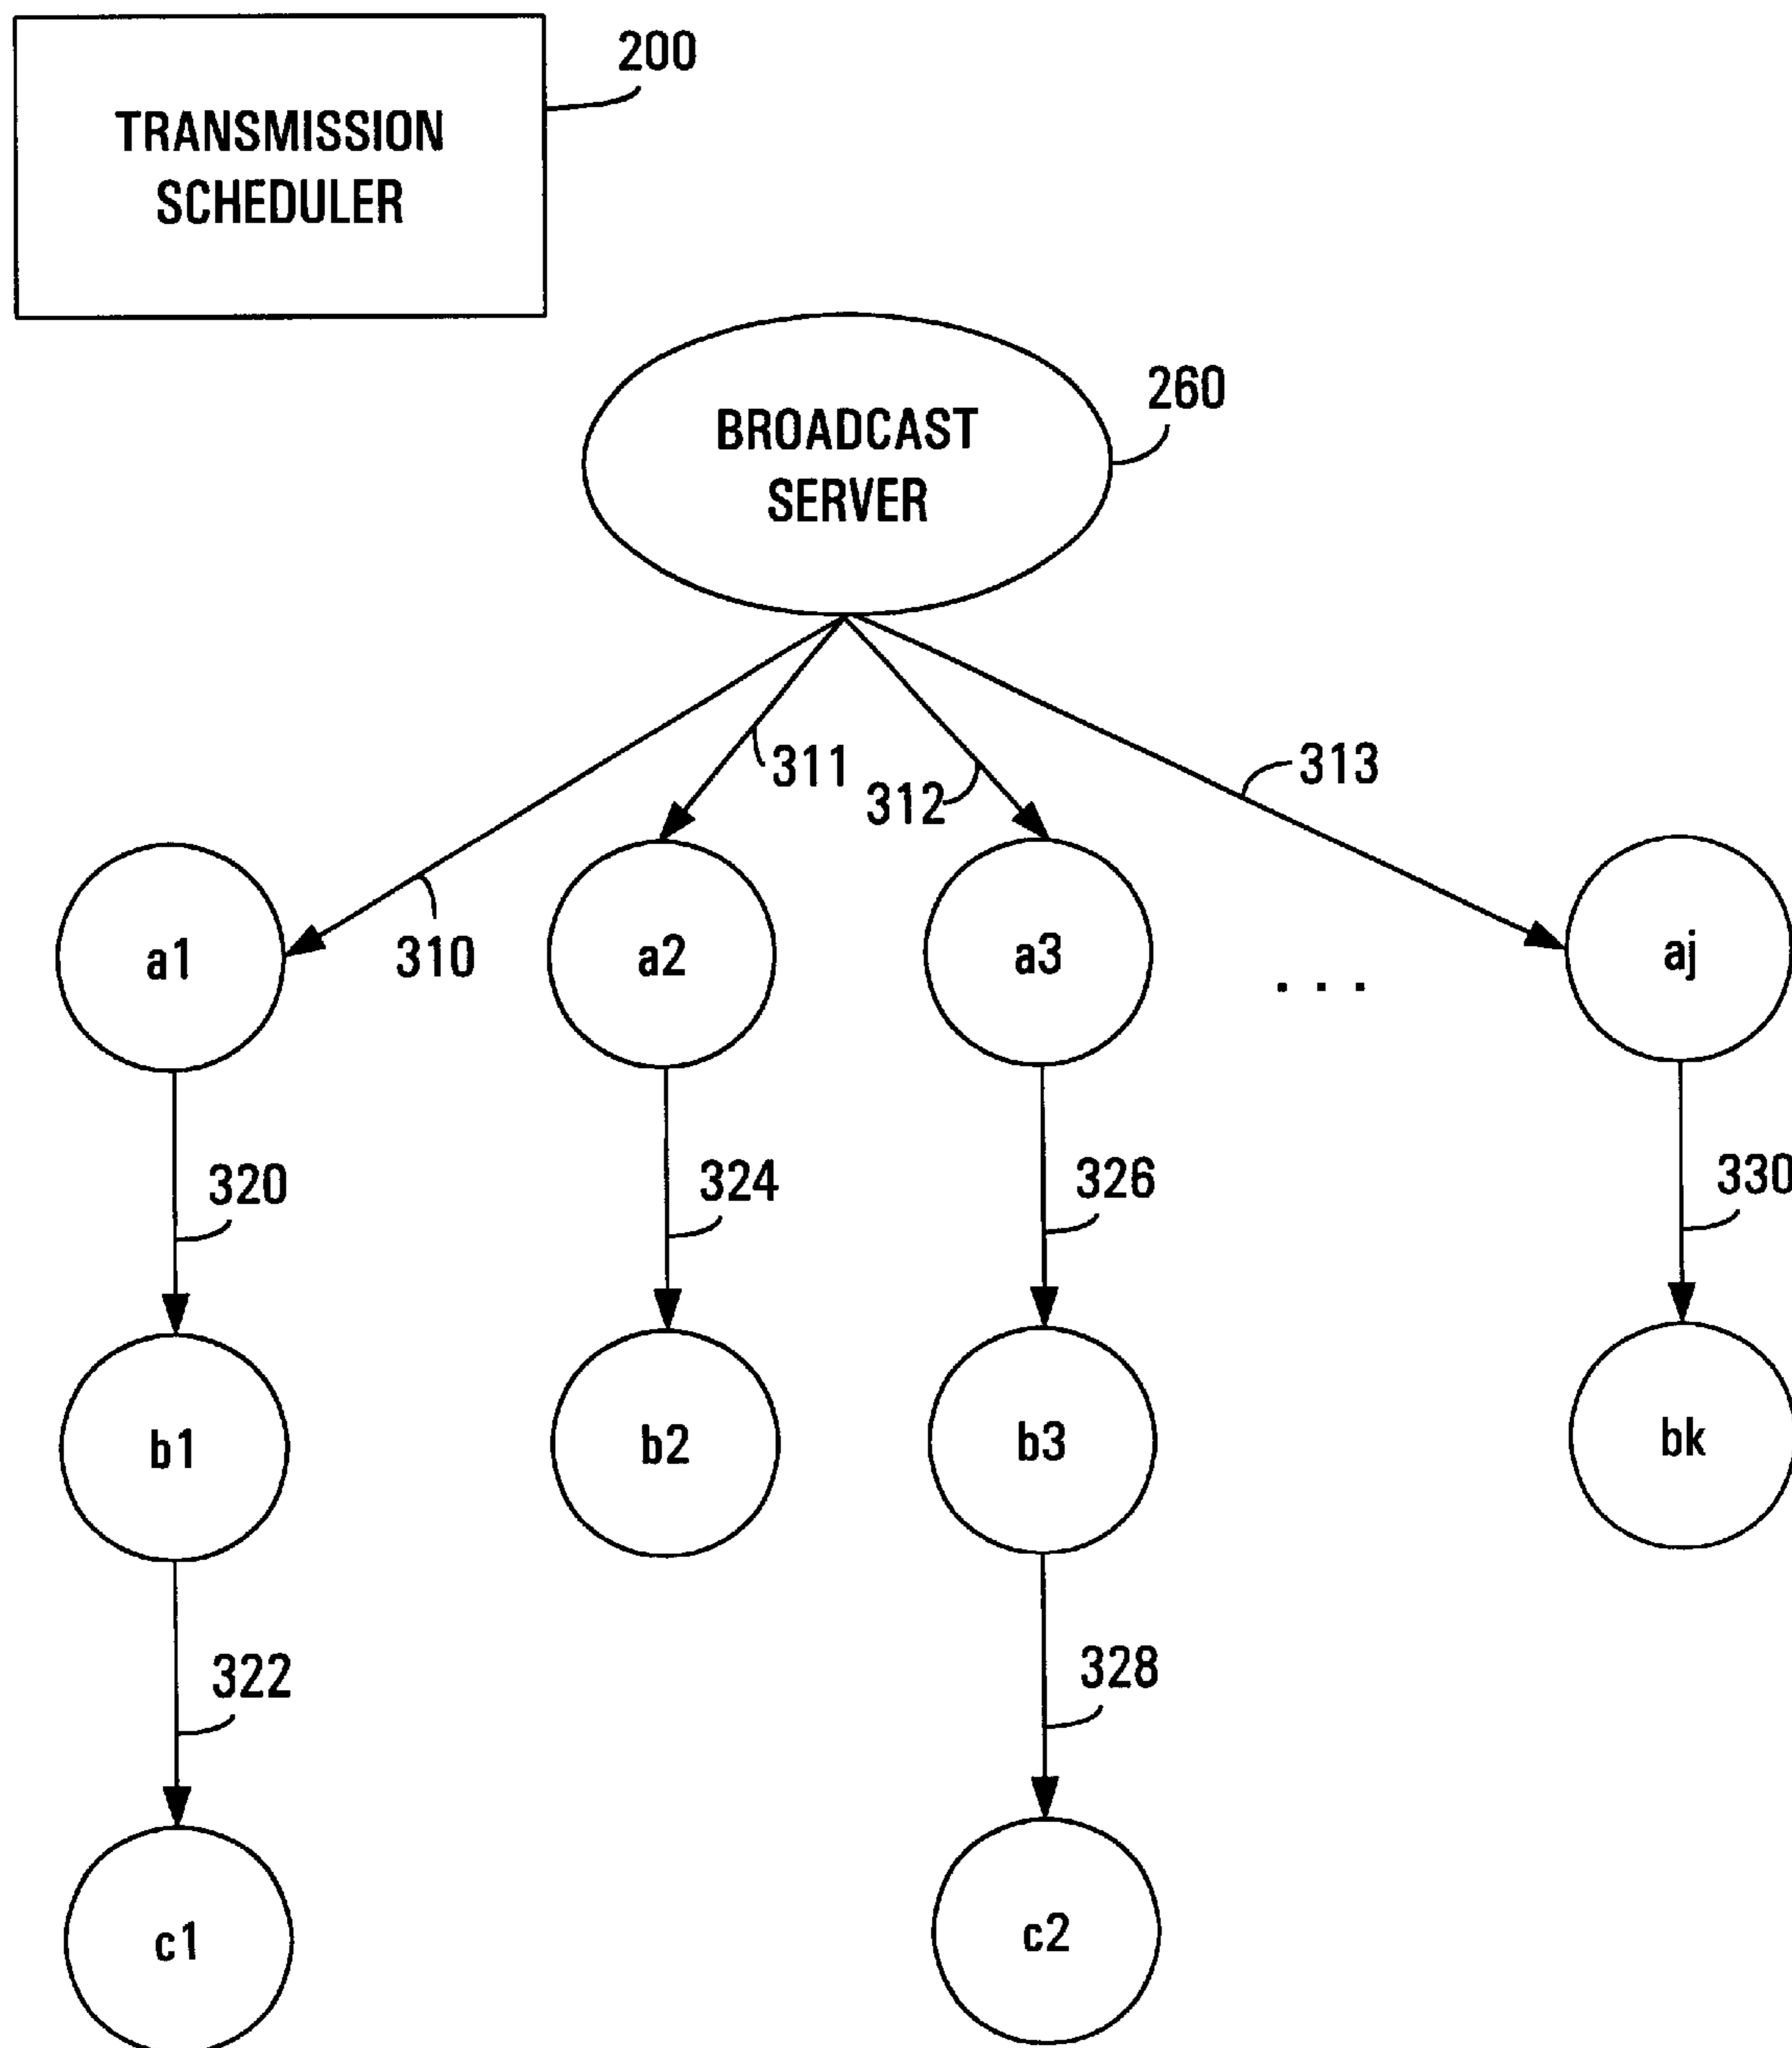 200
TRANSMISSION
SCHEDULER
260
BROADCAST
SERVER
311
312
313
310
a1
a2
a3
. . .
aj
320
324
326
330
b1
b2
b3
bk
322
328
c1
c2